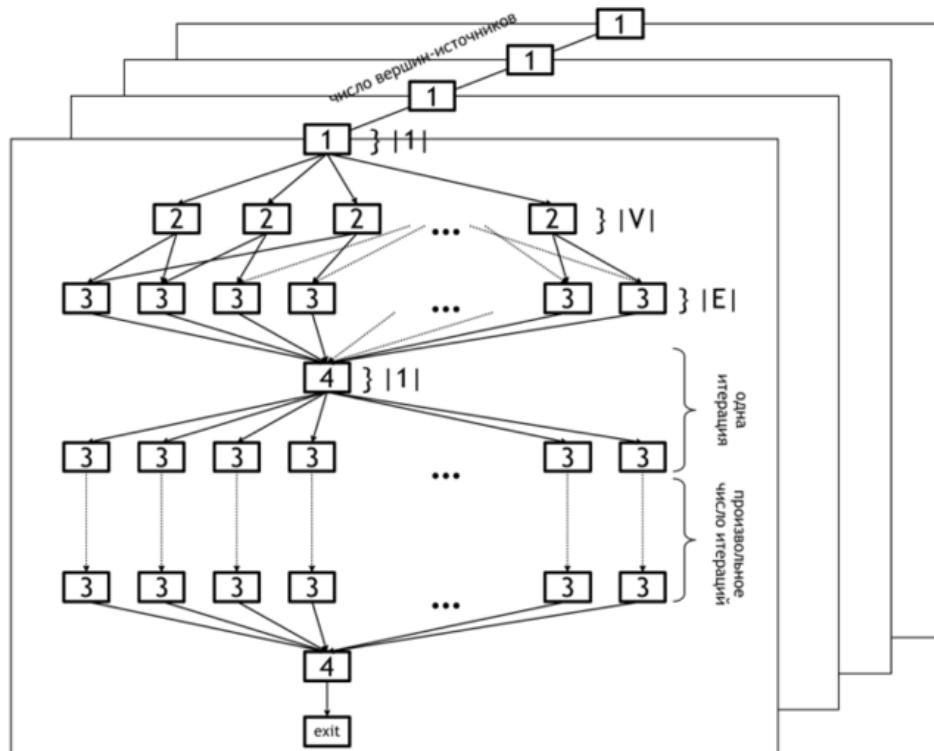 число вершин-источников
1
1
1
1 } |1|
2 2 2 ... 2 } |V|
3 3 3 3 ... 3 3 } |E|
4 } |1|
одна
итерация
3 3 3 3 ... 3 3
произвольное
число итераций
3 3 3 3 ... 3 3
4
exit